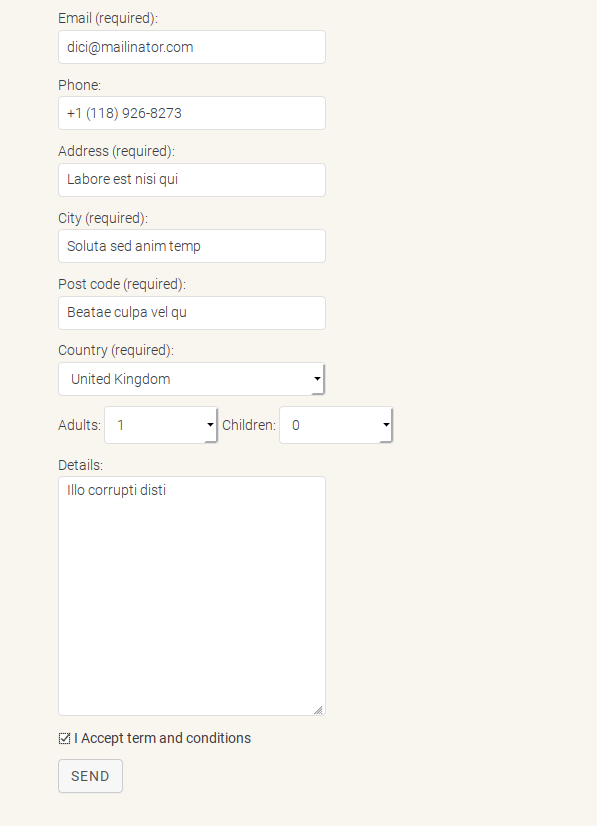 Email (required):
dici@mailinator.com
Phone:
+1 (118) 926-8273
Address (required):
Labore est nisi qui
City (required):
Soluta sed anim temp
Post code (required):
Beatae culpa vel qu
Country (required):
United Kingdom
Adults: 1 Children: 0
Details:
Illo corrupti disti
I Accept term and conditions
SEND